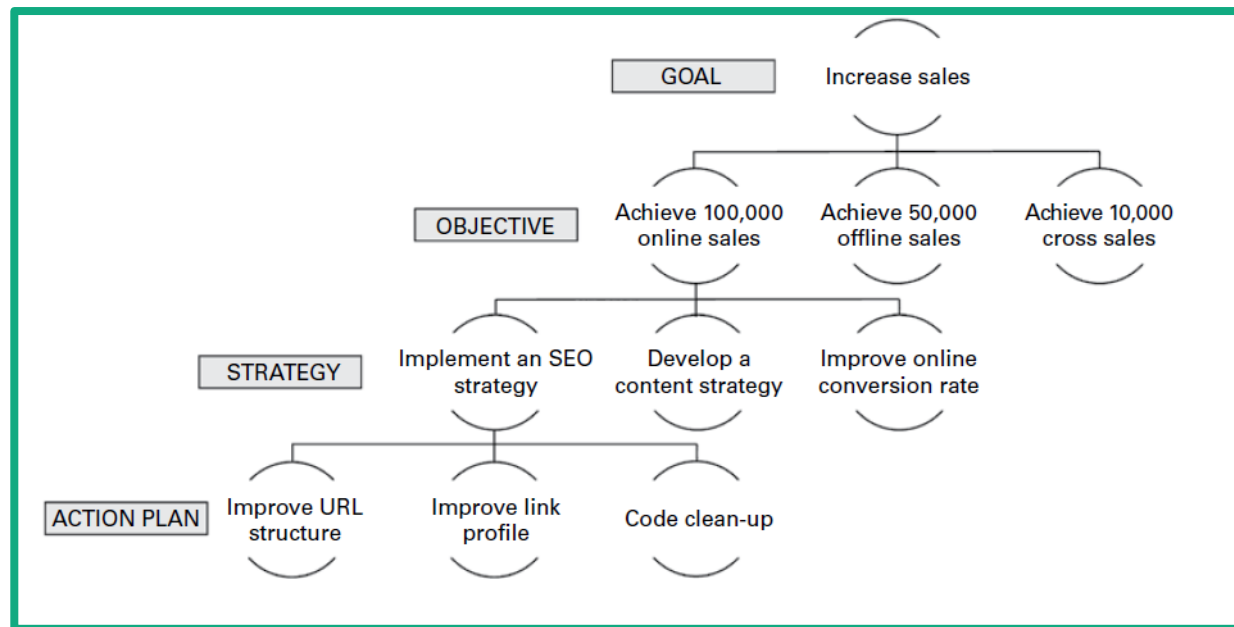 GOAL
Increase sales
OBJECTIVE
Achieve 100,000
online sales
Achieve 50,000
offline sales
Achieve 10,000
cross sales
STRATEGY
Implement an SEO
strategy
Develop a
content strategy
Improve online
conversion rate
ACTION PLAN
Improve URL
structure
Improve link
profile
Code clean-up